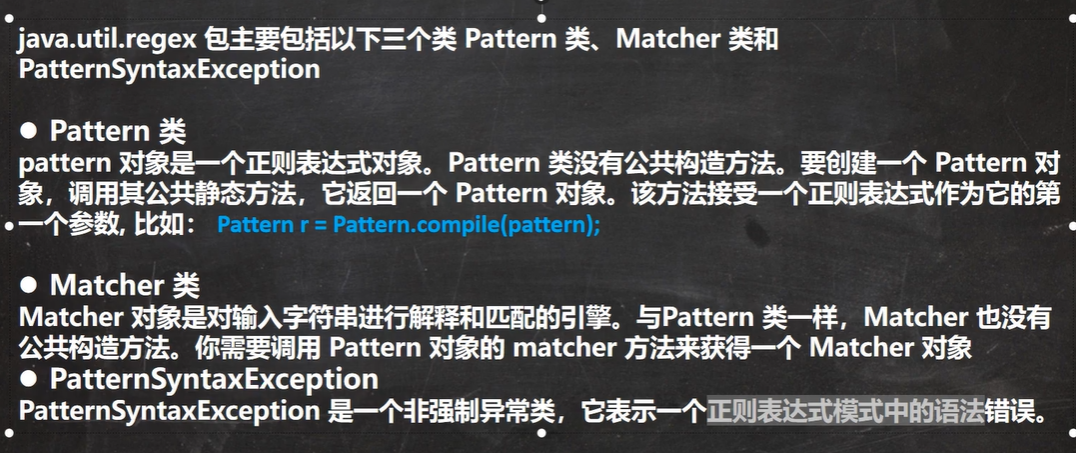 java.util.regex 包主要包括以下三个类 Pattern 类、Matcher 类和
PatternSyntaxException
● Pattern 类
pattern 对象是一个正则表达式对象。Pattern 类没有公共构造方法。要创建一个 Pattern 对
象，调用其公共静态方法，它返回一个 Pattern 对象。该方法接受一个正则表达式作为它的第
一个参数, 比如： Pattern r = Pattern.compile(pattern);
● Matcher 类
Matcher 对象是对输入字符串进行解释和匹配的引擎。与Pattern 类一样，Matcher 也没有
公共构造方法。你需要调用 Pattern 对象的 matcher 方法来获得一个 Matcher 对象
● PatternSyntaxException
PatternSyntaxException 是一个非强制异常类，它表示一个正则表达式模式中的语法错误。